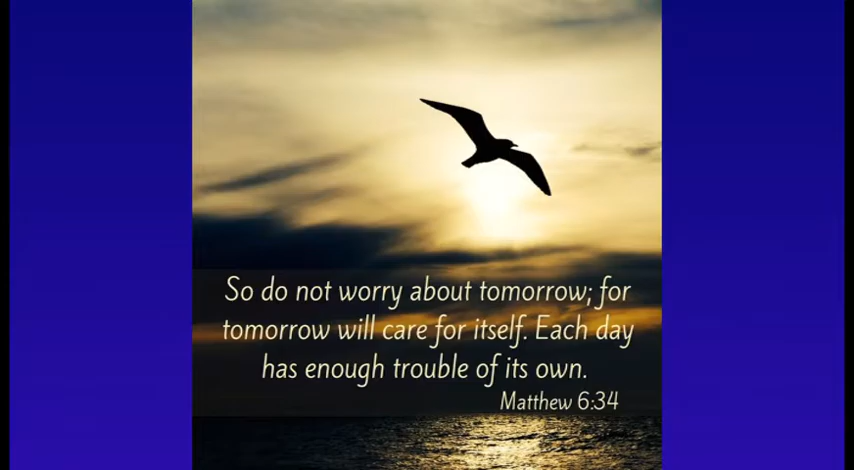 So do not worry about tomorrow; for
tomorrow will care for itself. Each day
has enough trouble of its own.
Matthew 6:34